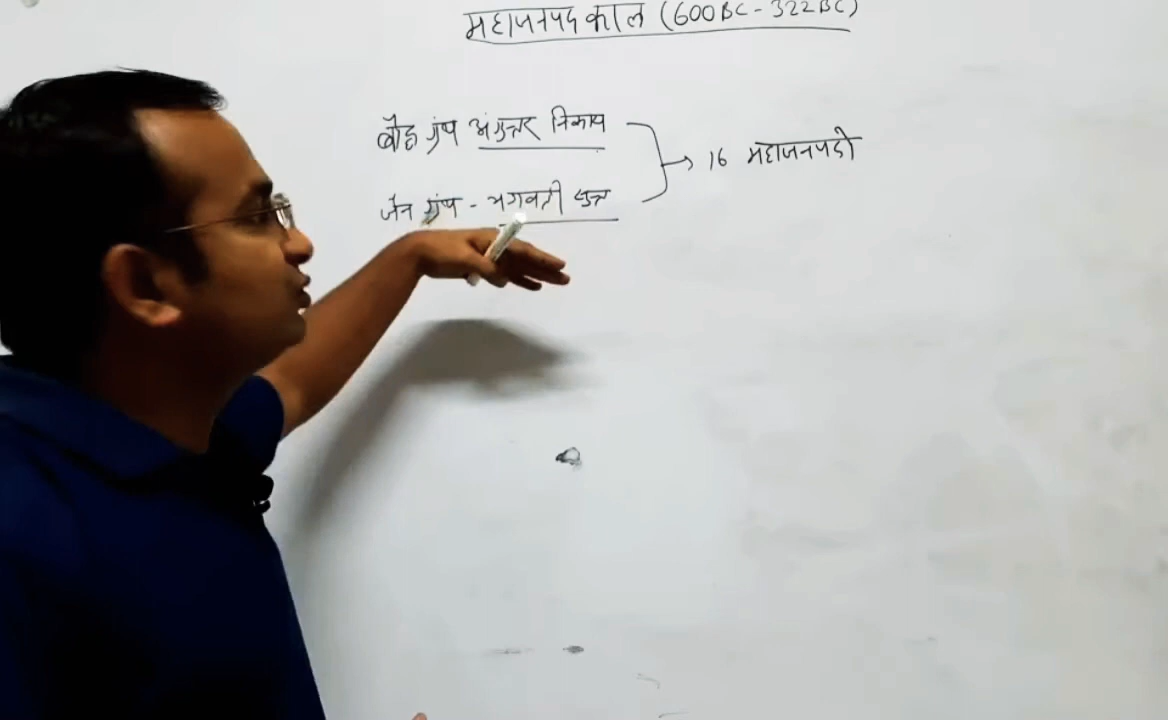 महाजनपद काल (600BC - 322BC)
बौद्ध ग्रंथ अंगुत्तर निकाय
जैन ग्रंथ - भगवती सुत्र
→ 16 महाजनपदो